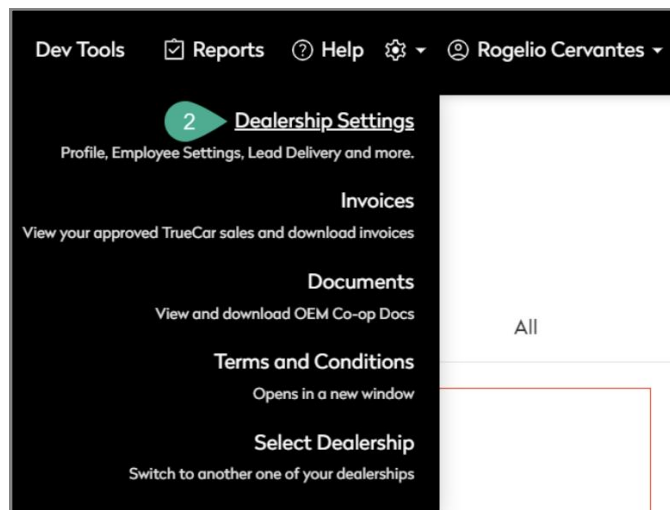 Dev Tools Reports Help Rogelio Cervantes
2 Dealership Settings
Profile, Employee Settings, Lead Delivery and more.
Invoices
View your approved TrueCar sales and download invoices
Documents
View and download OEM Co-op Docs
All
Terms and Conditions
Opens in a new window
Select Dealership
Switch to another one of your dealerships